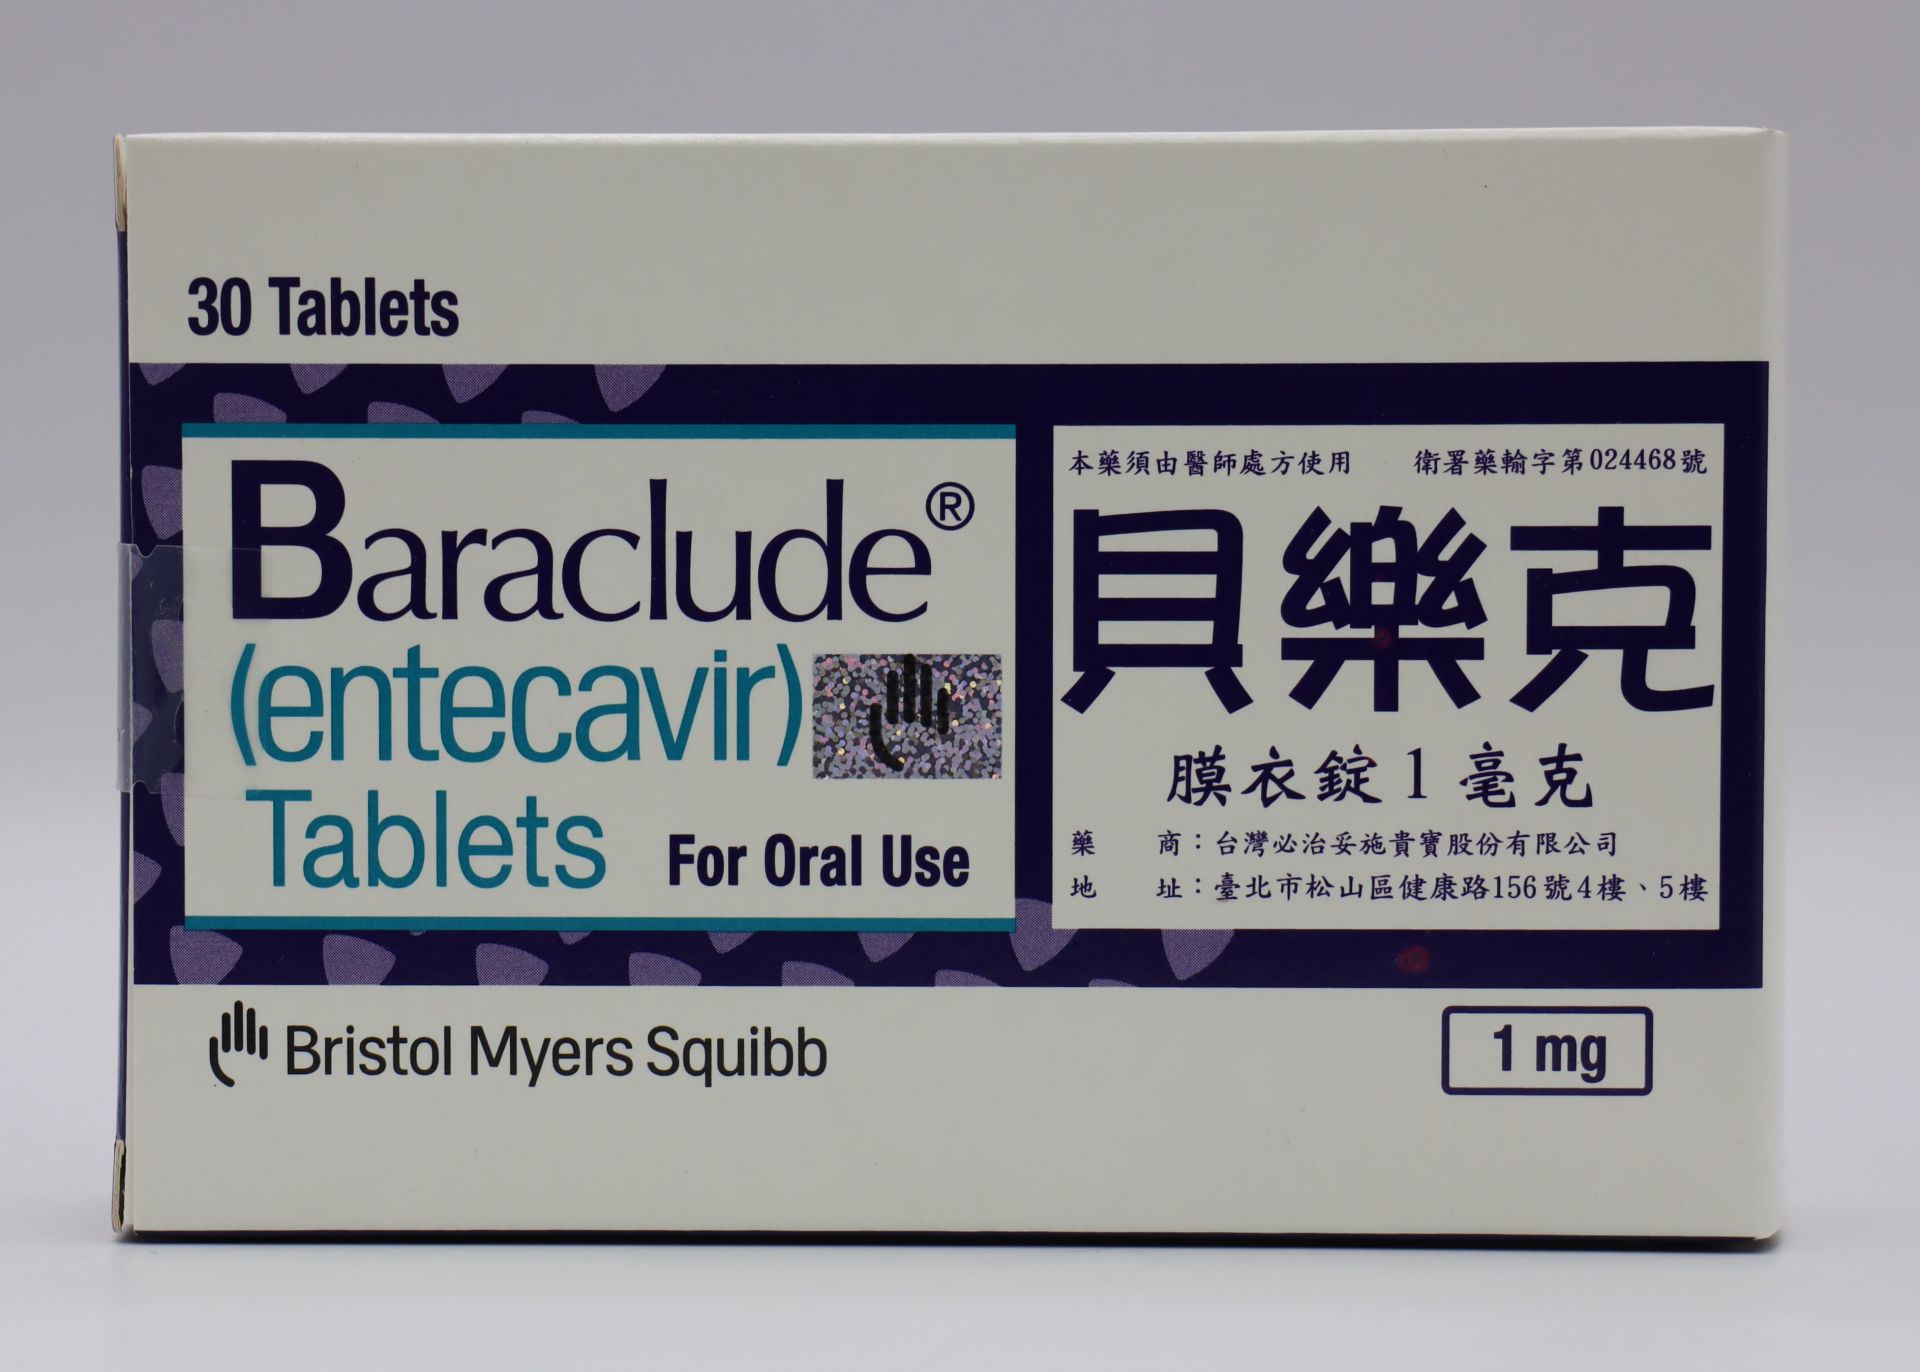 30 Tablets
Baraclude®
(entecavir)
Tablets For Oral Use
本藥須由醫師處方使用 衛署藥輸字第024468號
貝樂克
膜衣錠1毫克
藥 商：台灣必治妥施貴寶股份有限公司
地 址：臺北市松山區健康路156號4樓、5樓
Bristol Myers Squibb
1 mg